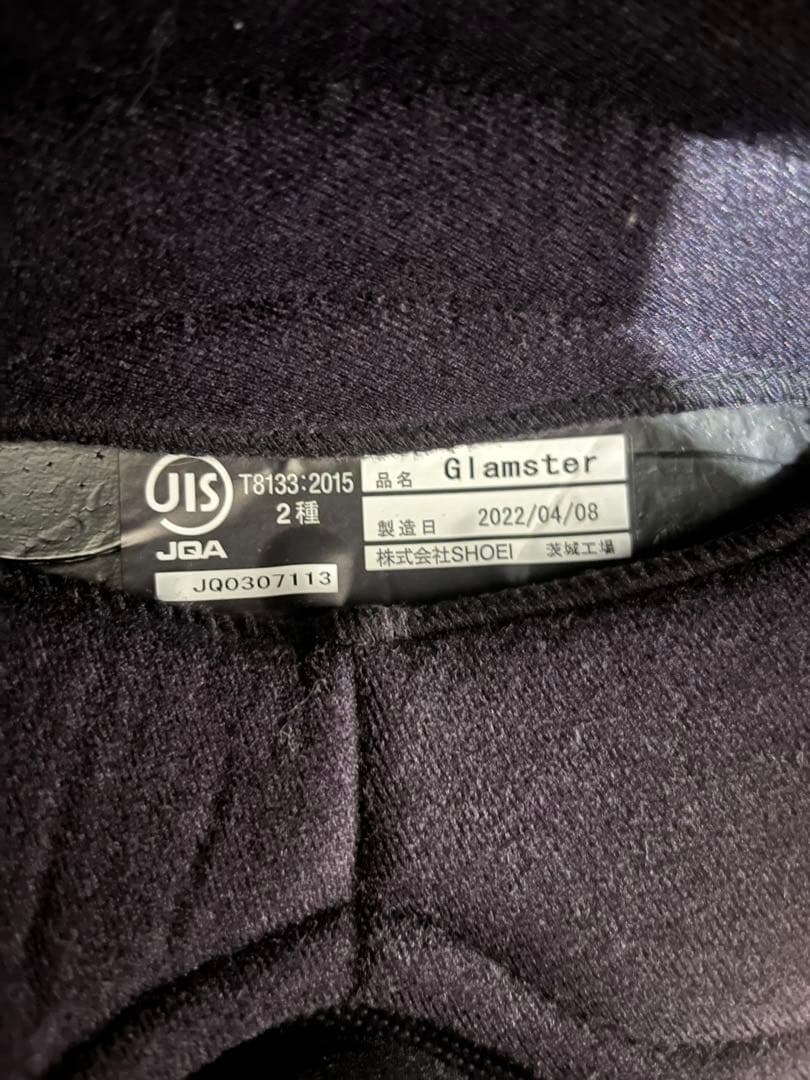 JIS
T8133:2015
2種
JQA
JQ0307113
品名 Glamster
製造日 2022/04/08
株式会社SHOEI 茨城工場